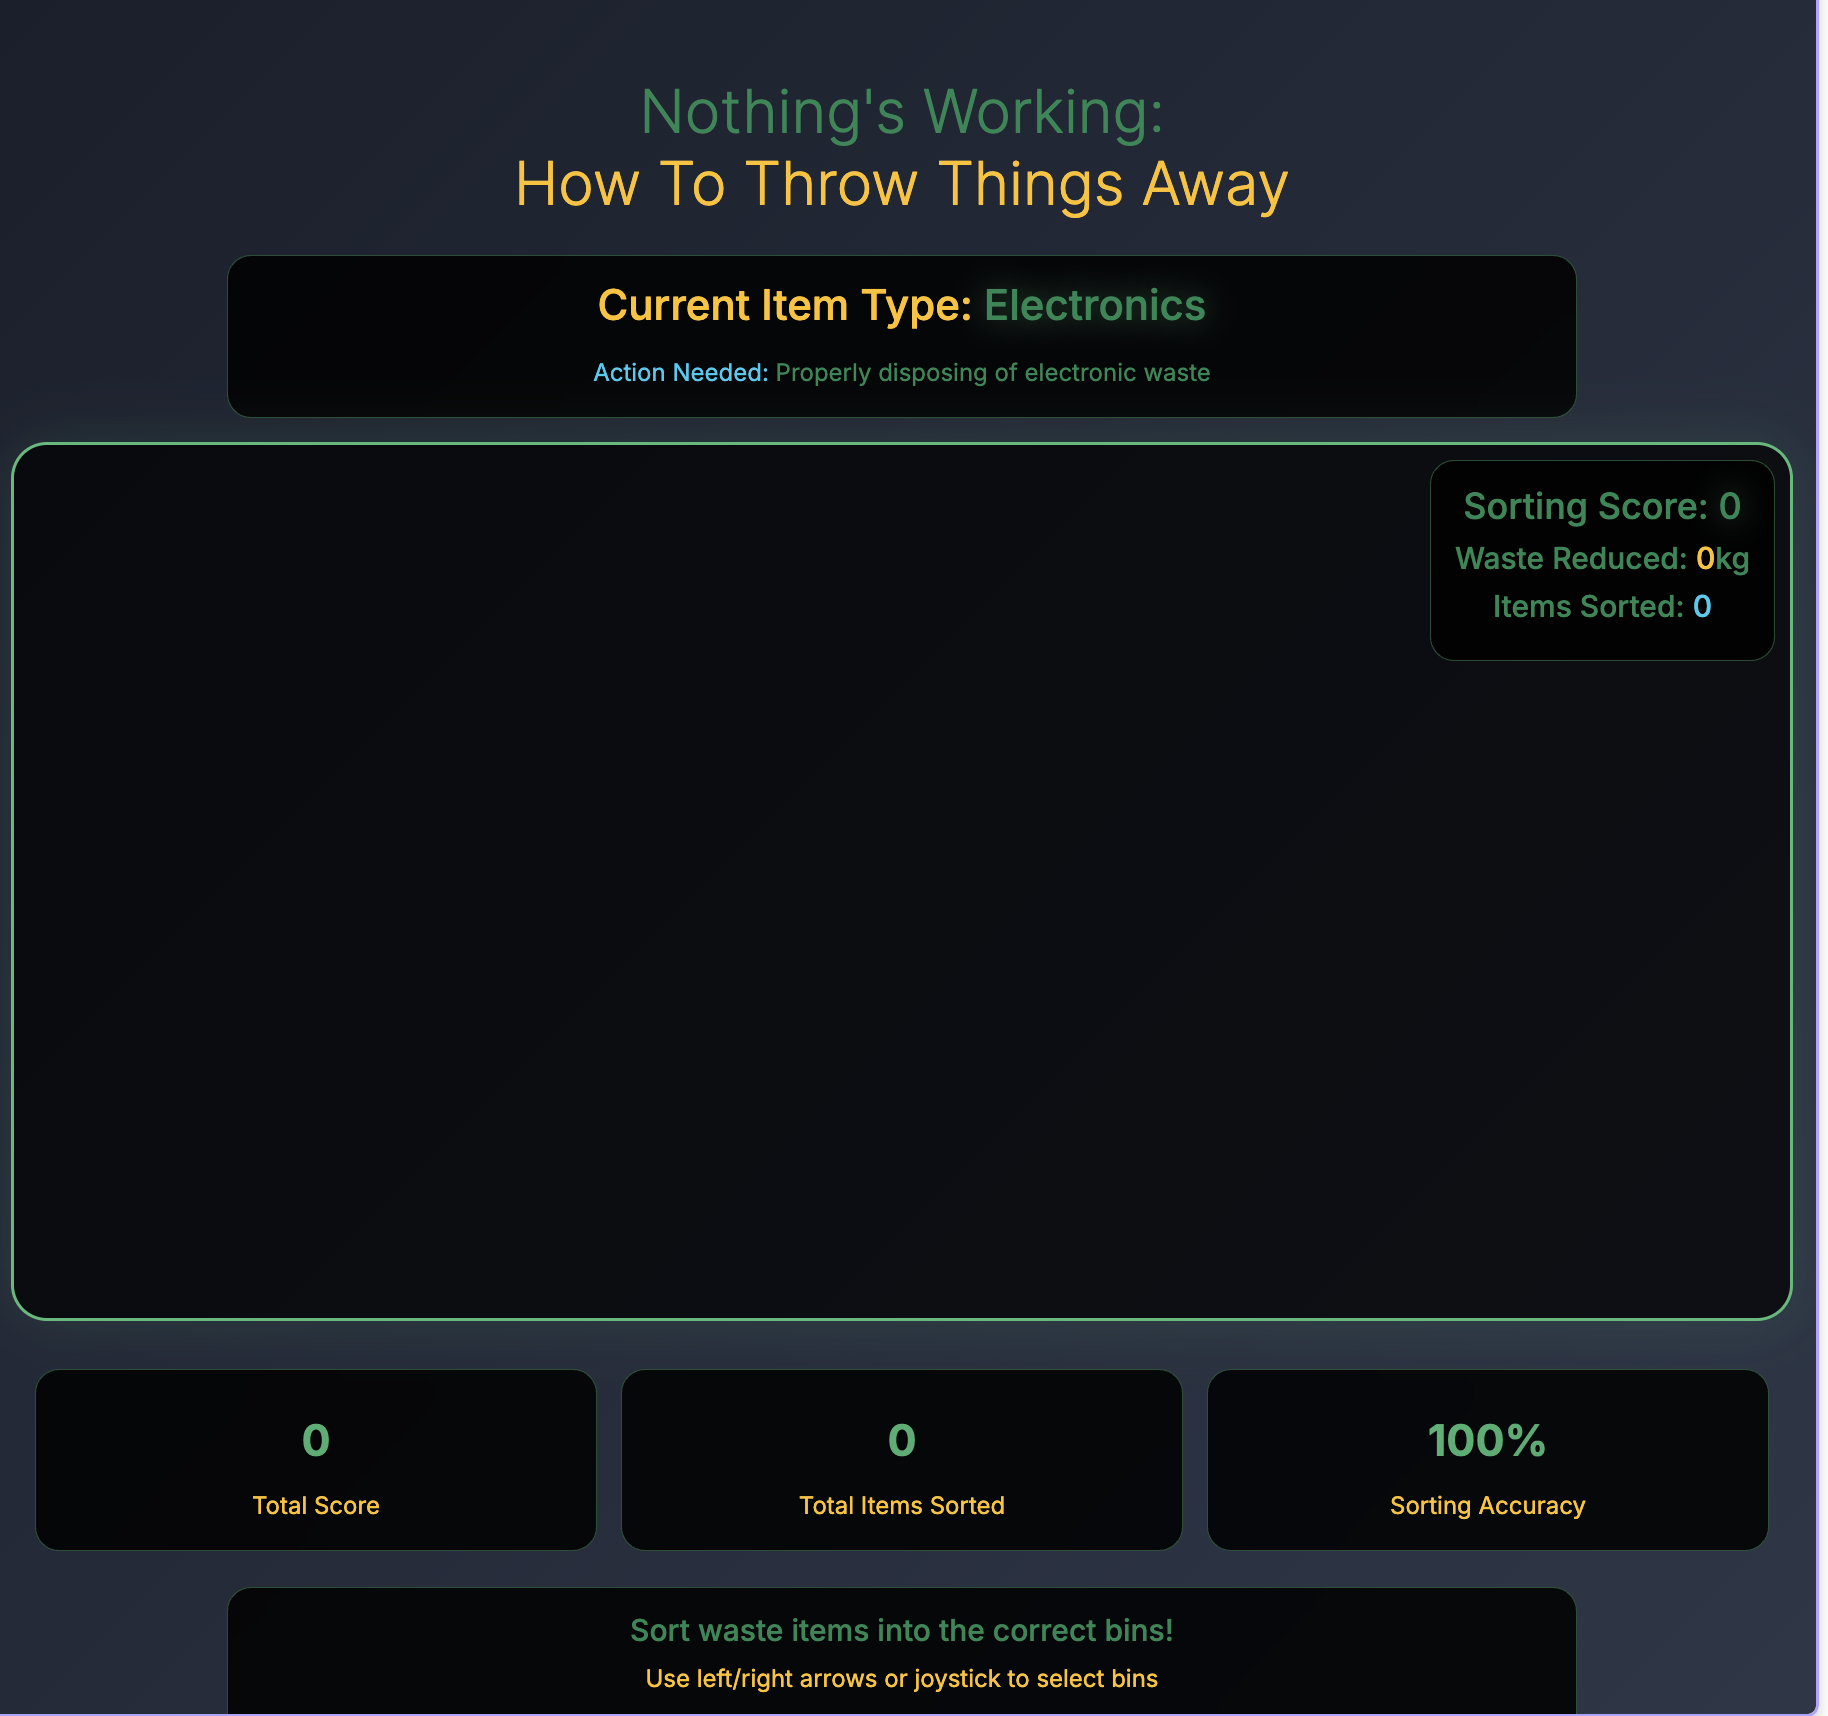 Nothing's Working:
How To Throw Things Away
Current Item Type: Electronics
Action Needed: Properly disposing of electronic waste
Sorting Score: 0
Waste Reduced: 0kg
Items Sorted: 0
0
Total Score
0
Total Items Sorted
100%
Sorting Accuracy
Sort waste items into the correct bins!
Use left/right arrows or joystick to select bins